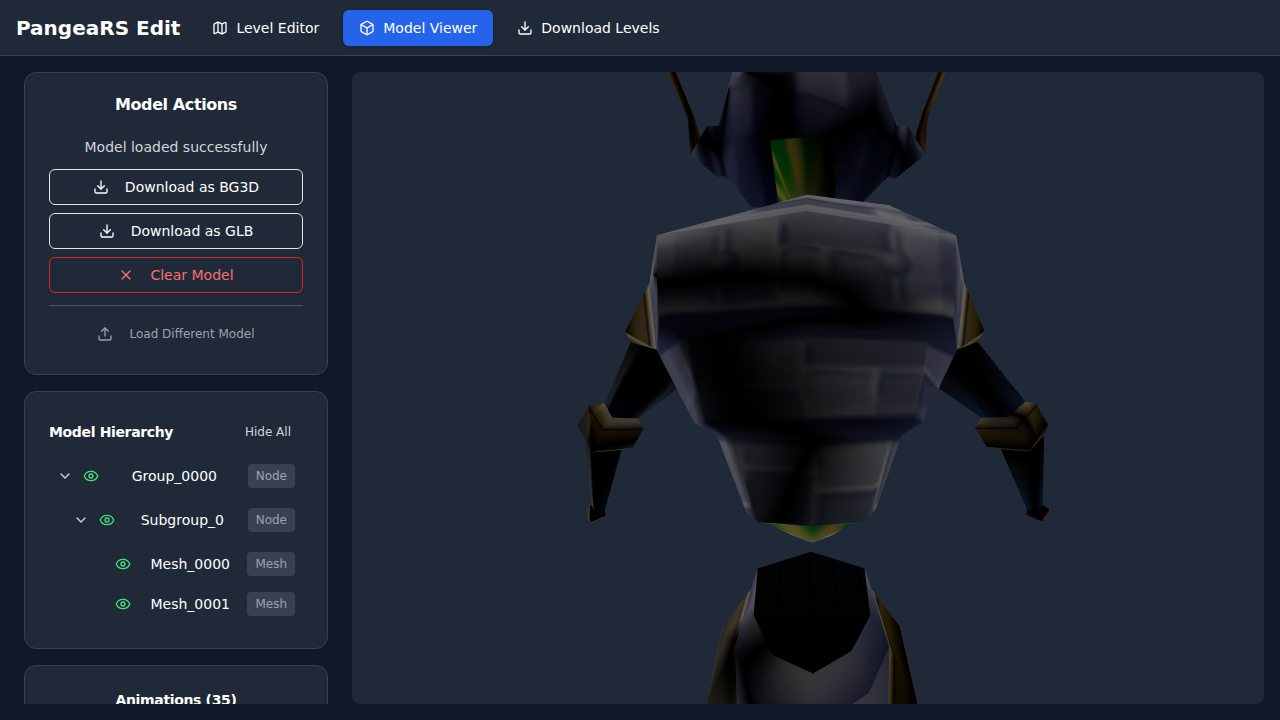 PangeaRS Edit
Level Editor
Model Viewer
Download Levels
Model Actions
Model loaded successfully
Download as BG3D
Download as GLB
Clear Model
Load Different Model
Model Hierarchy
Hide All
Group_0000
Node
Subgroup_0
Node
Mesh_0000
Mesh
Mesh_0001
Mesh
Animations (35)